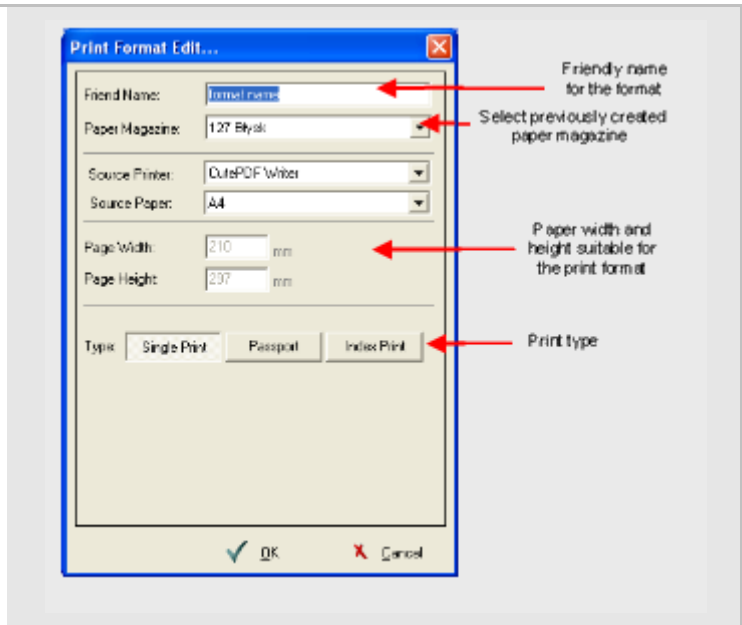 Print Format Edit...
Friend Name: format name
Friendly name
for the format
Paper Magazine: 127 Błysk
Select previously created
paper magazine
Source Printer: CutePDF Writer
Source Paper: A4
Page Width: 210 mm
Page Height: 297 mm
Paper width and
height suitable for
the print format
Type: Single Print Passport Index Print
Print type
OK Cancel